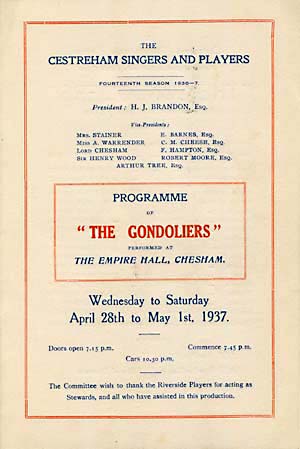 THE
CESTREHAM SINGERS AND PLAYERS
FOURTEENTH SEASON 1936-7.
President: H. J. BRANDON, Esq.
Vice-Presidents:
Mrs. STAINER E. BARNES, Esq.
Miss A. WARRENDER C. M. CHEESH, Esq.
LORD CHESHAM F. HAMPTON, Esq.
SIR HENRY WOOD ROBERT MOORE, Esq.
ARTHUR TREE, Esq.
PROGRAMME
OF
"THE GONDOLIERS"
PERFORMED AT
THE EMPIRE HALL, CHESHAM.
Wednesday to Saturday
April 28th to May 1st, 1937.
Doors open 7.15 p.m. Commence 7.45 p.m.
Cars 10.30 p.m.
The Committee wish to thank the Riverside Players for acting as
Stewards, and all who have assisted in this production.